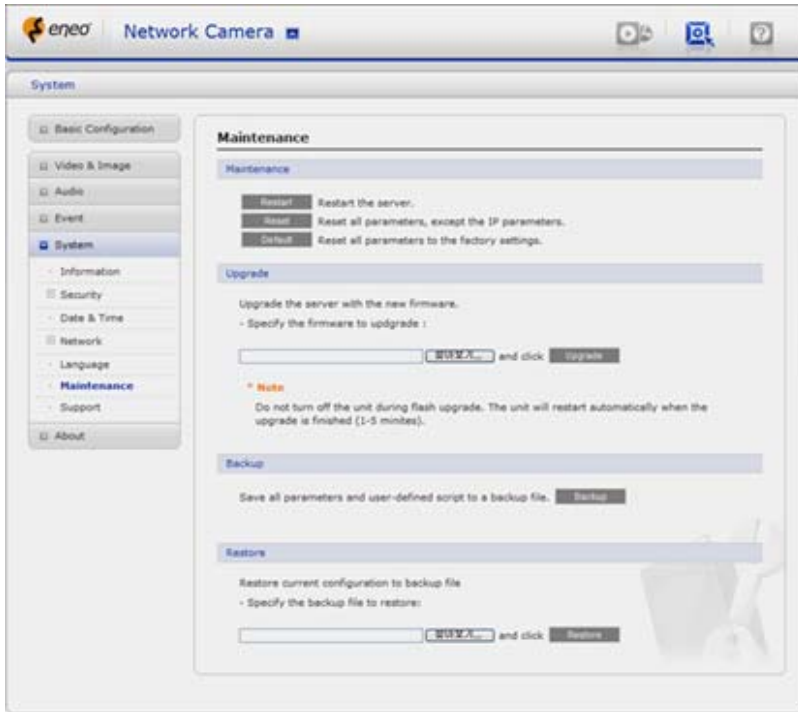 eneo
Network Camera
System
Basic Configuration
Video & Image
Audio
Event
System
Information
Security
Date & Time
Network
Language
Maintenance
Support
About
Maintenance
Maintenance
Restart Restart the server.
Reset Reset all parameters, except the IP parameters.
Default Reset all parameters to the factory settings.
Upgrade
Upgrade the server with the new firmware.
- Specify the firmware to updgrade :
and click Upgrade
* Note
Do not turn off the unit during flash upgrade. The unit will restart automatically when the
upgrade is finished (1-5 minites).
Backup
Save all parameters and user-defined script to a backup file. Backup
Restore
Restore current configuration to backup file
- Specify the backup file to restore:
and click Restore